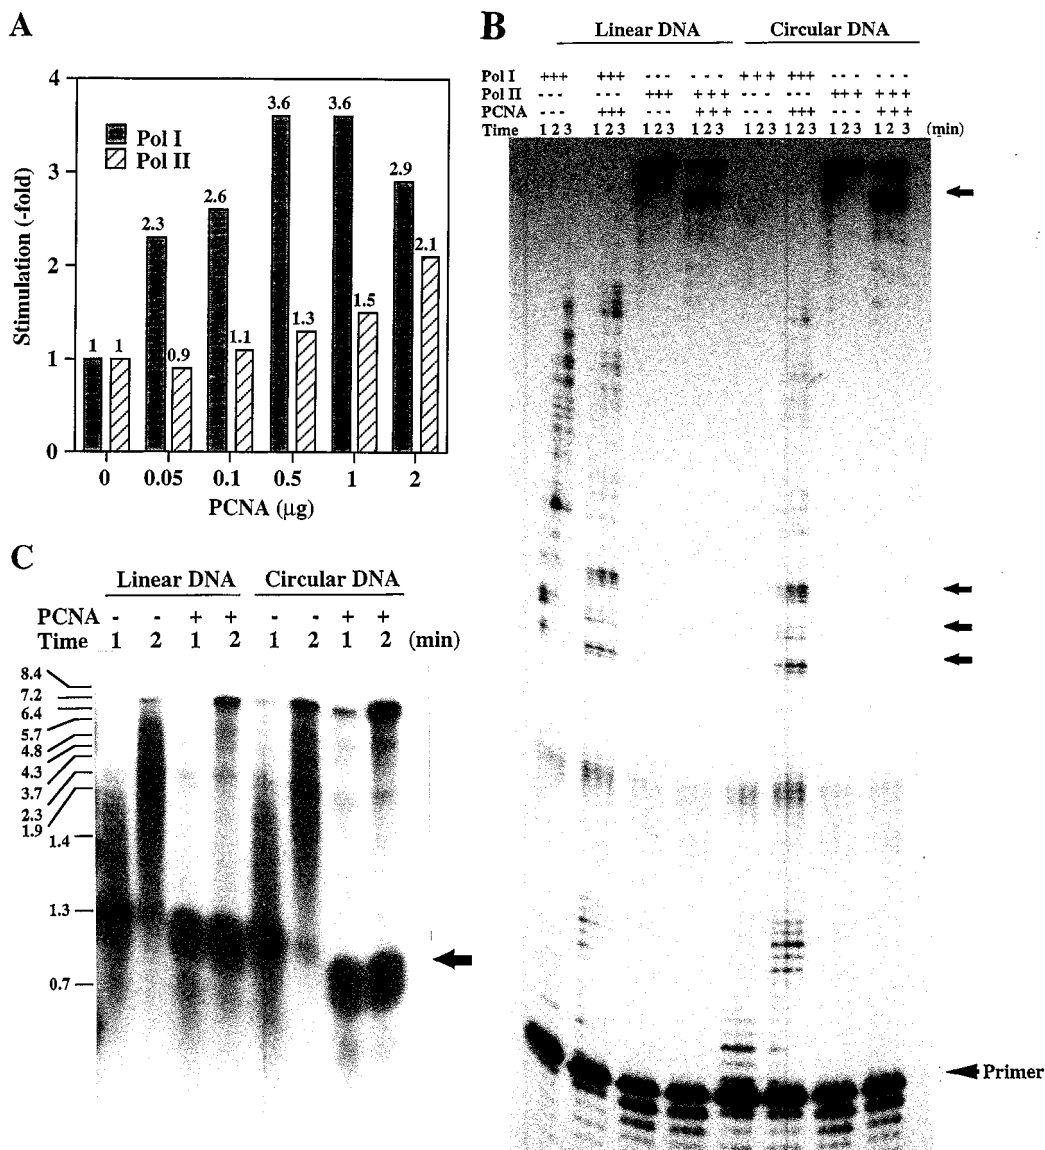 A
4
3
2
1
0
Stimulation (-fold)
Pol I
Pol II
1 1
2.3 0.9
2.6 1.1
3.6 1.3
3.6 1.5
2.9 2.1
0 0.05 0.1 0.5 1 2
PCNA (μg)
B
Linear DNA Circular DNA
Pol I +++ +++ --- - - - + + + +++ - - - - - -
Pol II --- --- +++ + + + - - - --- ++ + + + +
PCNA --- +++ --- + + + - - - +++ - - - + + +
Time 1 2 3 1 2 3 1 2 3 1 2 3 1 2 3 1 2 3 1 2 3 1 2 3 (min)
Primer
C
Linear DNA Circular DNA
PCNA - - + + - - + +
Time 1 2 1 2 1 2 1 2 (min)
8.4
7.2
6.4
5.7
4.8
4.3
3.7
2.3
1.9
1.4
1.3
0.7